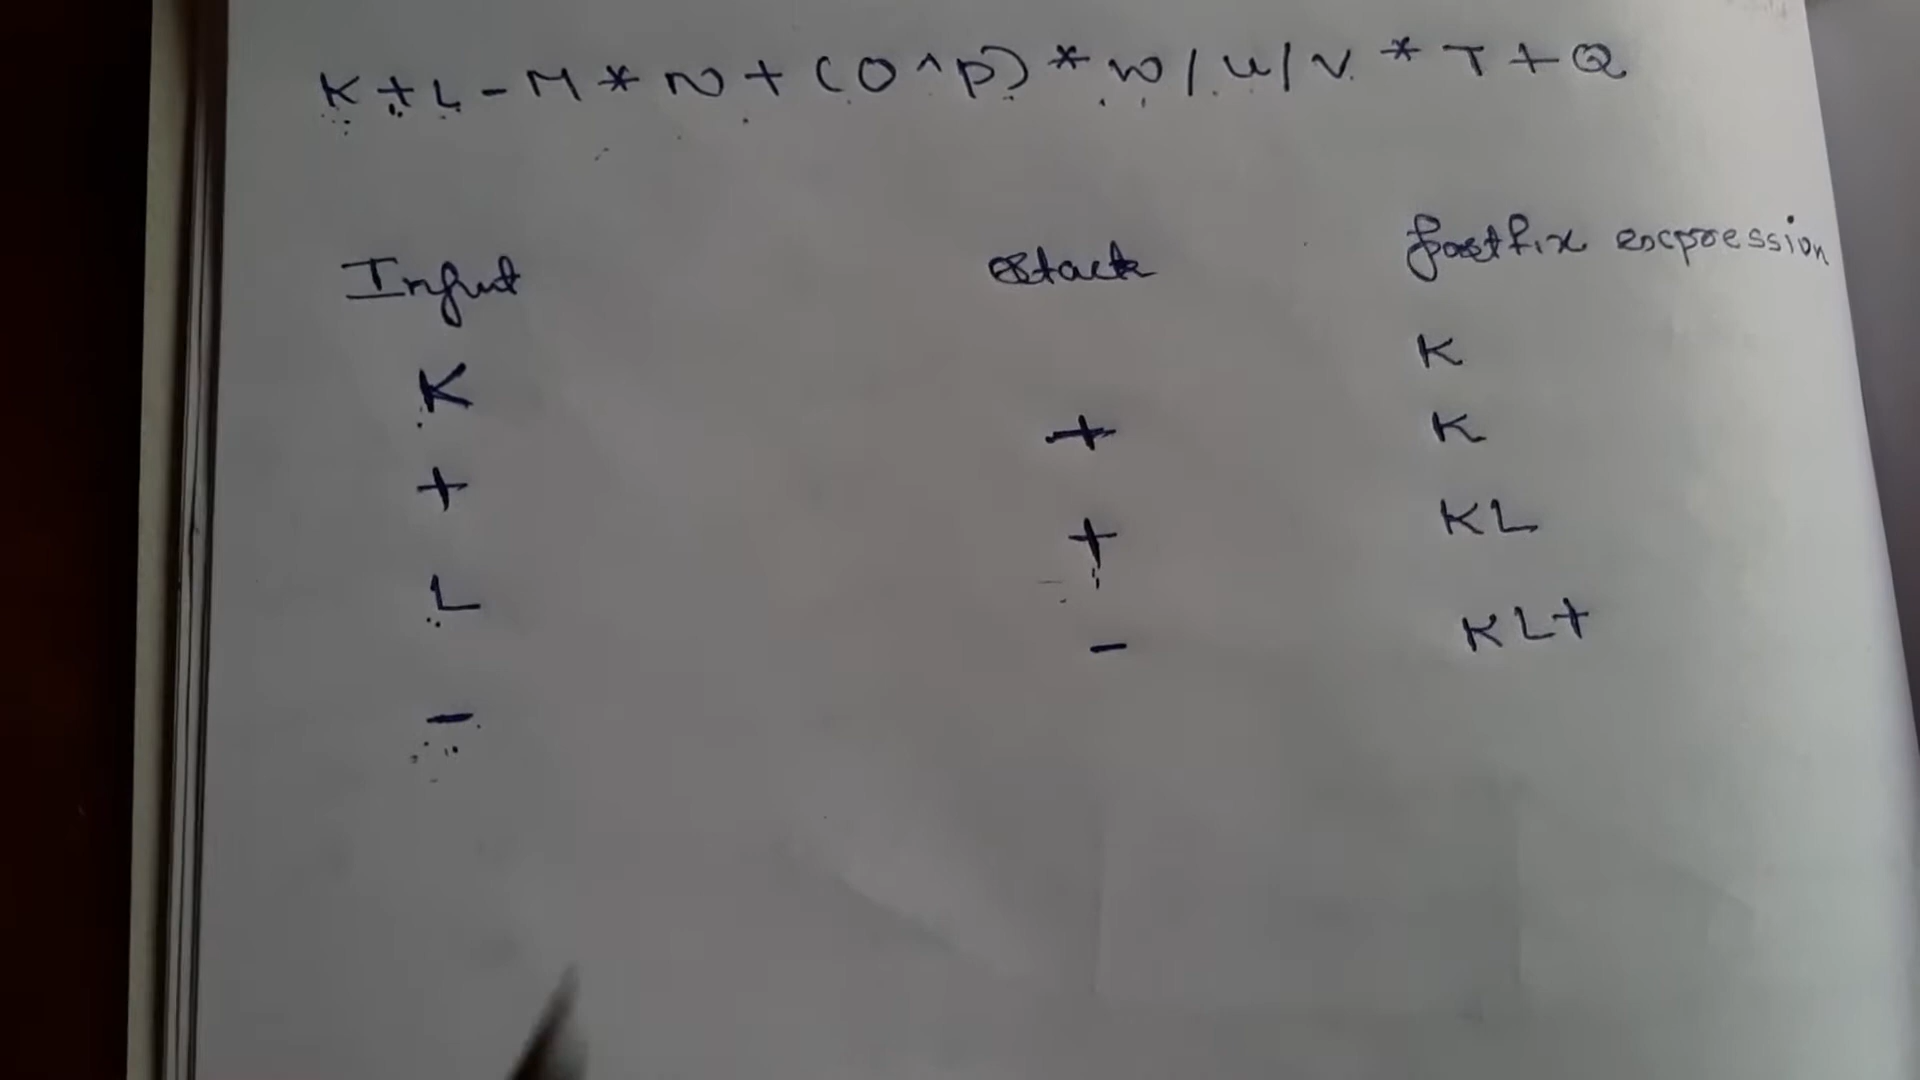 K+L-M*N+(O^P)*W/U/V*T+Q
Input Stack Postfix expression
K K
+ + K
L + KL
- - KL+